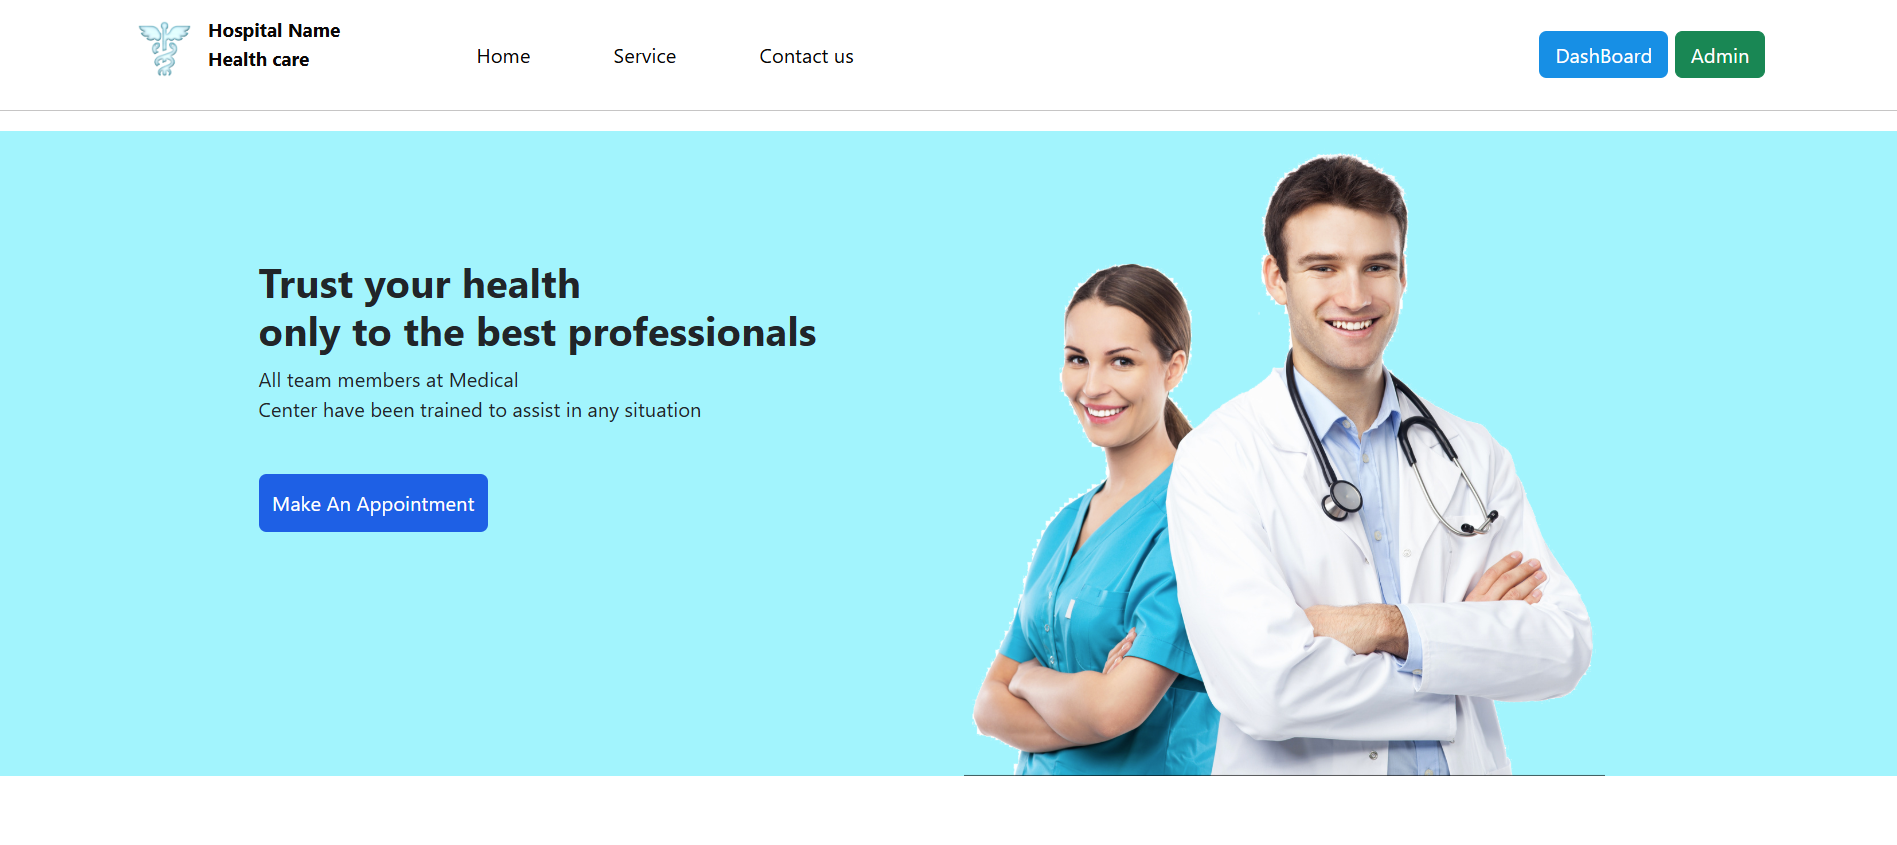 Hospital Name
Health care
Home
Service
Contact us
DashBoard
Admin
Trust your health
only to the best professionals
All team members at Medical
Center have been trained to assist in any situation
Make An Appointment